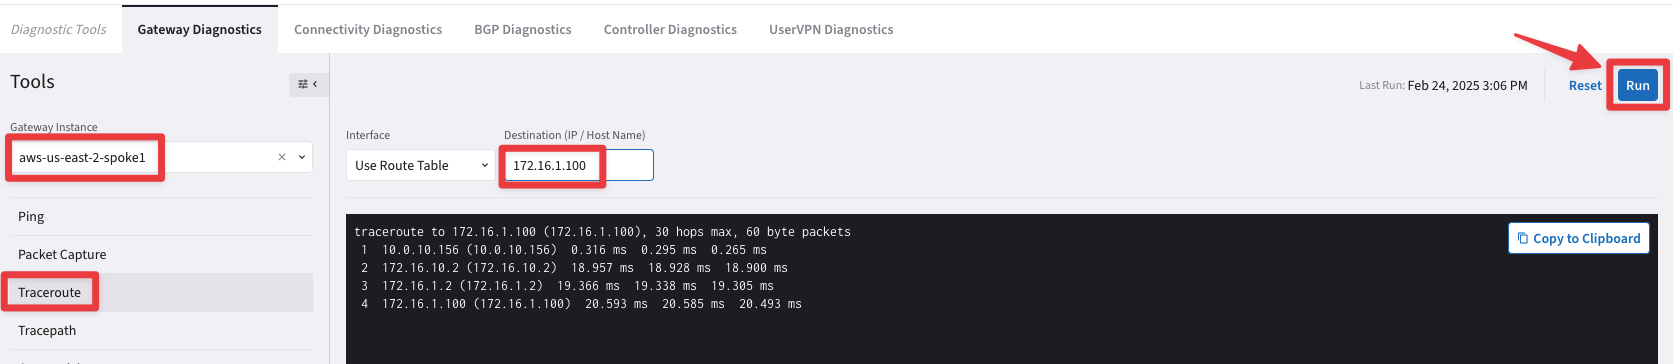 Diagnostic Tools Gateway Diagnostics Connectivity Diagnostics BGP Diagnostics Controller Diagnostics UserVPN Diagnostics
Tools
Last Run: Feb 24, 2025 3:06 PM Reset Run
Gateway Instance
aws-us-east-2-spoke1
Interface Destination (IP / Host Name)
Use Route Table 172.16.1.100
Ping
Packet Capture
Traceroute
Tracepath
traceroute to 172.16.1.100 (172.16.1.100), 30 hops max, 60 byte packets
1 10.0.10.156 (10.0.10.156) 0.316 ms 0.295 ms 0.265 ms
2 172.16.10.2 (172.16.10.2) 18.957 ms 18.928 ms 18.900 ms
3 172.16.1.2 (172.16.1.2) 19.366 ms 19.338 ms 19.305 ms
4 172.16.1.100 (172.16.1.100) 20.593 ms 20.585 ms 20.493 ms
Copy to Clipboard